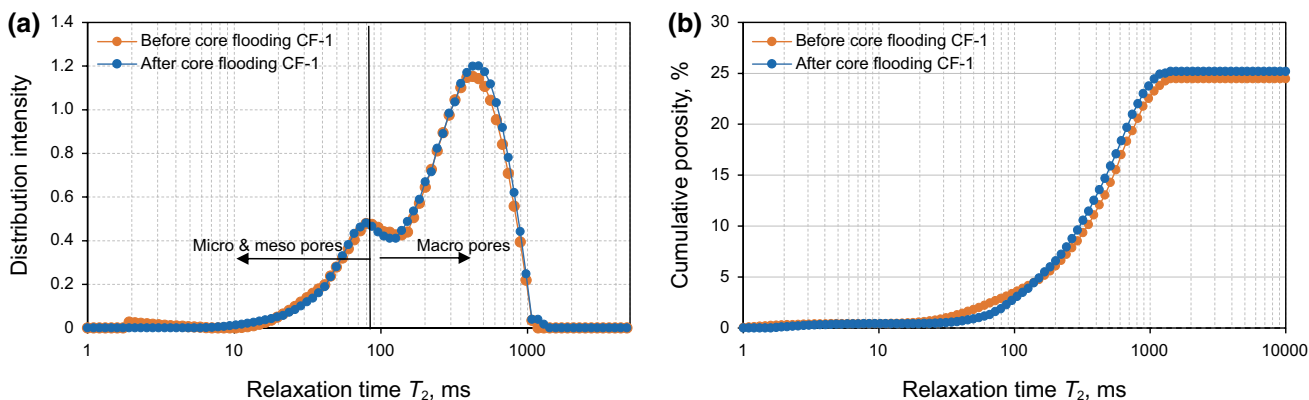 (a)
Before core flooding CF-1
After core flooding CF-1
Distribution intensity
1.4
1.2
1.0
0.8
0.6
0.4
0.2
0
Micro & meso pores
Macro pores
1
10
100
1000
Relaxation time T2, ms
(b)
Before core flooding CF-1
After core flooding CF-1
Cumulative porosity, %
30
25
20
15
10
5
0
1
10
100
1000
10000
Relaxation time T2, ms